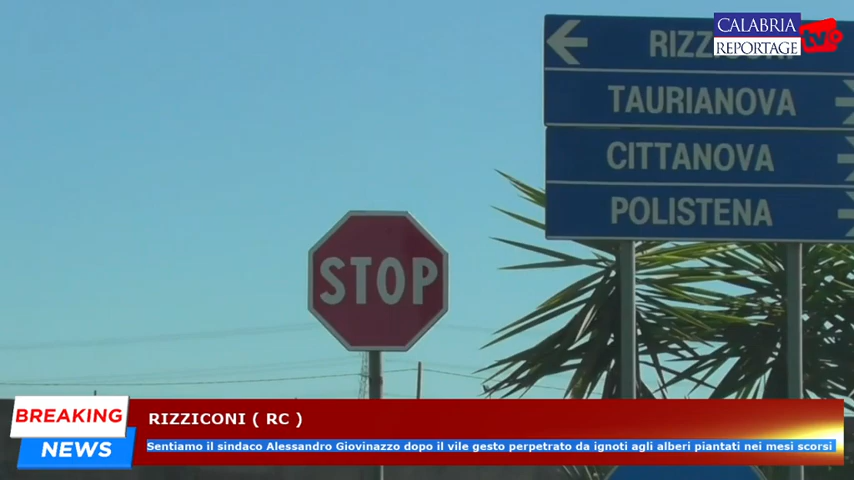 CALABRIA
REPORTAGE tv
TAURIANOVA
CITTANOVA
POLISTENA
STOP
BREAKING
NEWS
RIZZICONI ( RC )
Sentiamo il sindaco Alessandro Giovinazzo dopo il vile gesto perpetrato da ignoti agli alberi piantati nei mesi scorsi